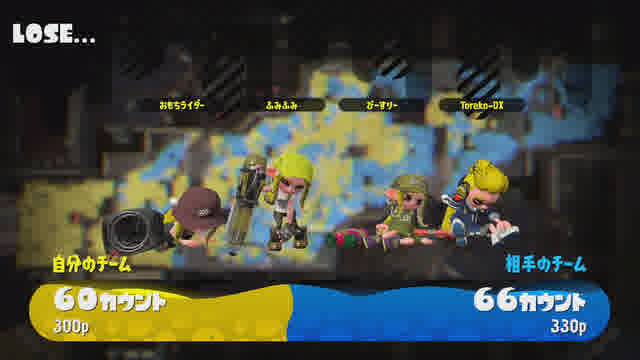 LOSE...
おもちライダー
ふみふみ
びーすりー
Toreko-DX
自分のチーム
相手のチーム
60カウント
66カウント
300p
330p